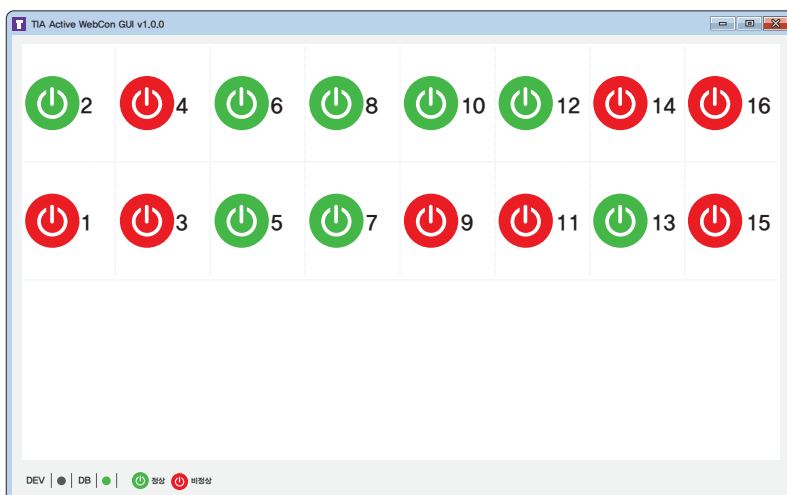 TIA Active WebCon GUI v1.0.0
2 4 6 8 10 12 14 16
1 3 5 7 9 11 13 15
DEV DB 정상 비정상